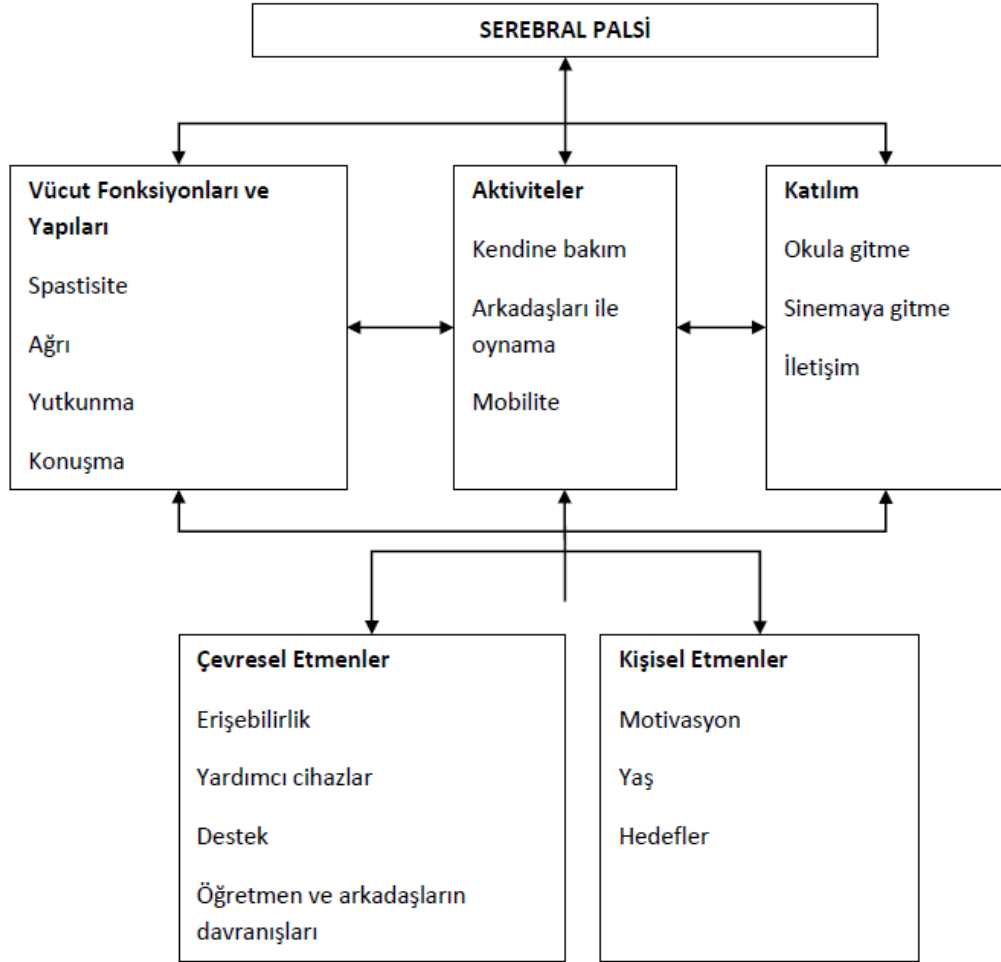 SEREBRAL PALSİ
Vücut Fonksiyonları ve
Yapıları
Spastisite
Ağrı
Yutkunma
Konuşma
Aktiviteler
Kendine bakım
Arkadaşları ile
oynama
Mobilite
Katılım
Okula gitme
Sinemaya gitme
İletişim
Çevresel Etmenler
Erişebilirlik
Yardımcı cihazlar
Destek
Öğretmen ve arkadaşların
davranışları
Kişisel Etmenler
Motivasyon
Yaş
Hedefler